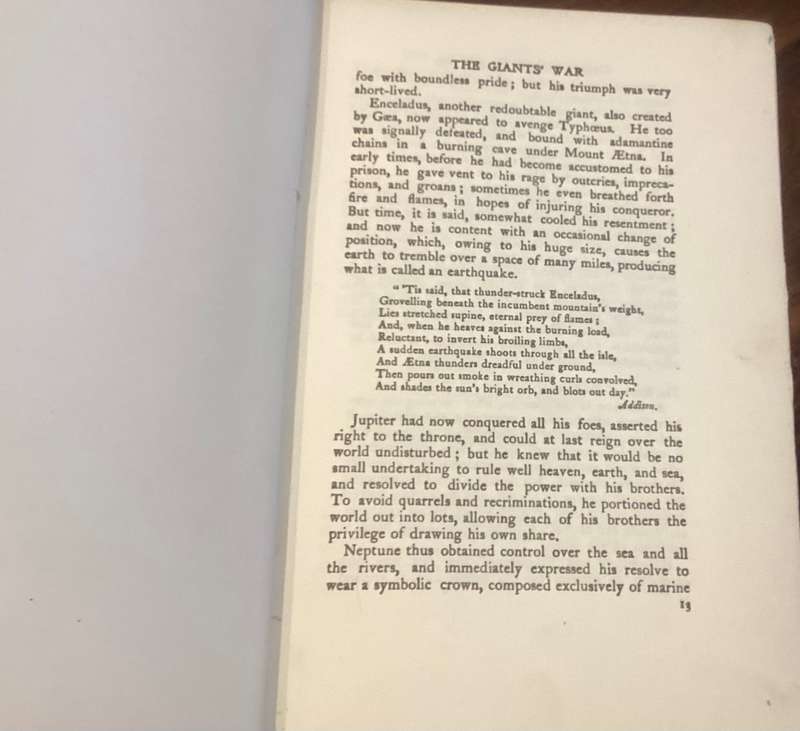 THE GIANTS' WAR
foe with boundless pride; but his triumph was very
short-lived.
Enceladus, another redoubtable giant, also created
by Gæa, now appeared to avenge Typhœus. He too
was signally defeated, and bound with adamantine
chains in a burning cave under Mount Ætna. In
early times, before he had become accustomed to his
prison, he gave vent to his rage by outcries, impreca-
tions, and groans; sometimes he even breathed forth
fire and flames, in hopes of injuring his conqueror.
But time, it is said, somewhat cooled his resentment;
and now he is content with an occasional change of
position, which, owing to his huge size, causes the
earth to tremble over a space of many miles, producing
what is called an earthquake.
"'Tis said, that thunder-struck Enceladus,
Grovelling beneath the incumbent mountain's weight,
Lies stretched supine, eternal prey of flames;
And, when he heaves against the burning load,
Reluctant, to invert his broiling limbs,
A sudden earthquake shoots through all the isle,
And Ætna thunders dreadful under ground,
Then pours out smoke in wreathing curls convolved,
And shades the sun's bright orb, and blots out day."
Addison.
Jupiter had now conquered all his foes, asserted his
right to the throne, and could at last reign over the
world undisturbed; but he knew that it would be no
small undertaking to rule well heaven, earth, and sea,
and resolved to divide the power with his brothers.
To avoid quarrels and recriminations, he portioned the
world out into lots, allowing each of his brothers the
privilege of drawing his own share.
Neptune thus obtained control over the sea and all
the rivers, and immediately expressed his resolve to
wear a symbolic crown, composed exclusively of marine
13